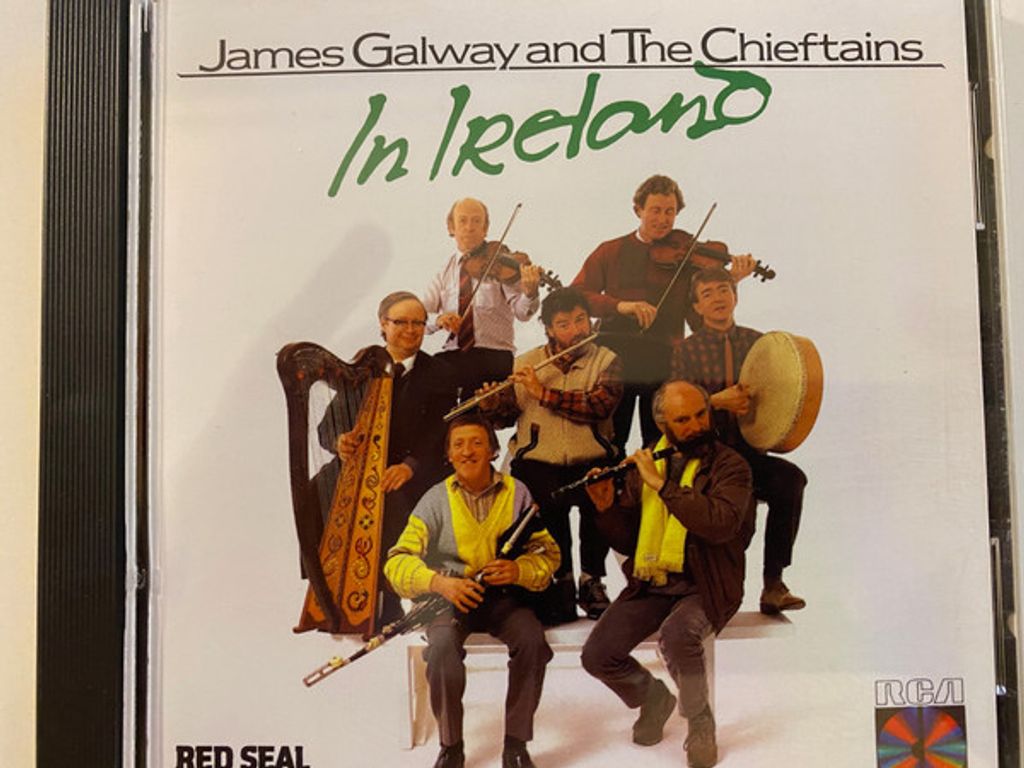 James Galway and The Chieftains
In Ireland
RCA
RED SEAL